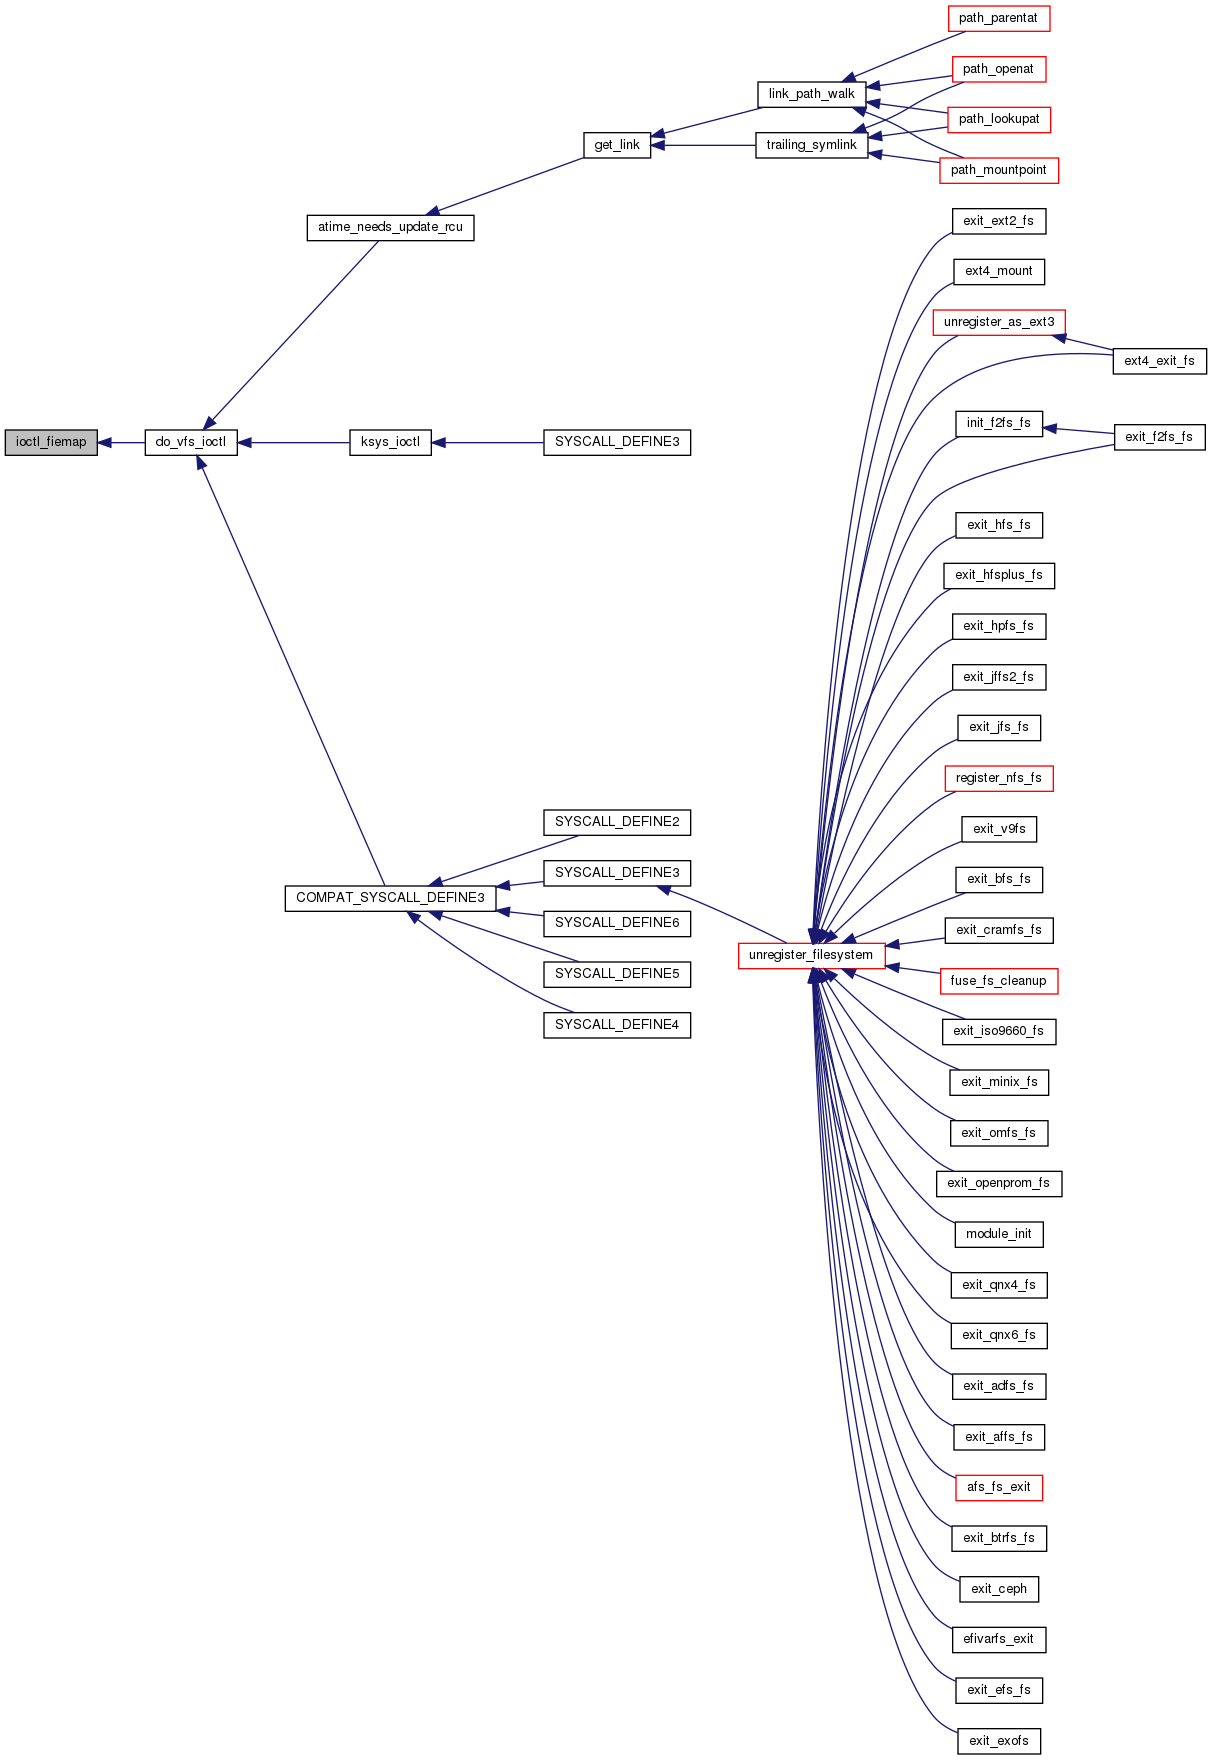 path_parentat
path_openat
link_path_walk
path_lookupat
get_link
trailing_symlink
path_mountpoint
exit_ext2_fs
atime_needs_update_rcu
ext4_mount
unregister_as_ext3
ext4_exit_fs
init_f2fs_fs
exit_f2fs_fs
ioctl_fiemap
do_vfs_ioctl
ksys_ioctl
SYSCALL_DEFINE3
exit_hfs_fs
exit_hfsplus_fs
exit_hpfs_fs
exit_jffs2_fs
exit_jfs_fs
register_nfs_fs
SYSCALL_DEFINE2
exit_v9fs
SYSCALL_DEFINE3
exit_bfs_fs
COMPAT_SYSCALL_DEFINE3
SYSCALL_DEFINE6
exit_cramfs_fs
unregister_filesystem
SYSCALL_DEFINE5
fuse_fs_cleanup
SYSCALL_DEFINE4
exit_iso9660_fs
exit_minix_fs
exit_omfs_fs
exit_openprom_fs
module_init
exit_qnx4_fs
exit_qnx6_fs
exit_adfs_fs
exit_affs_fs
afs_fs_exit
exit_btrfs_fs
exit_ceph
efivarfs_exit
exit_efs_fs
exit_exofs